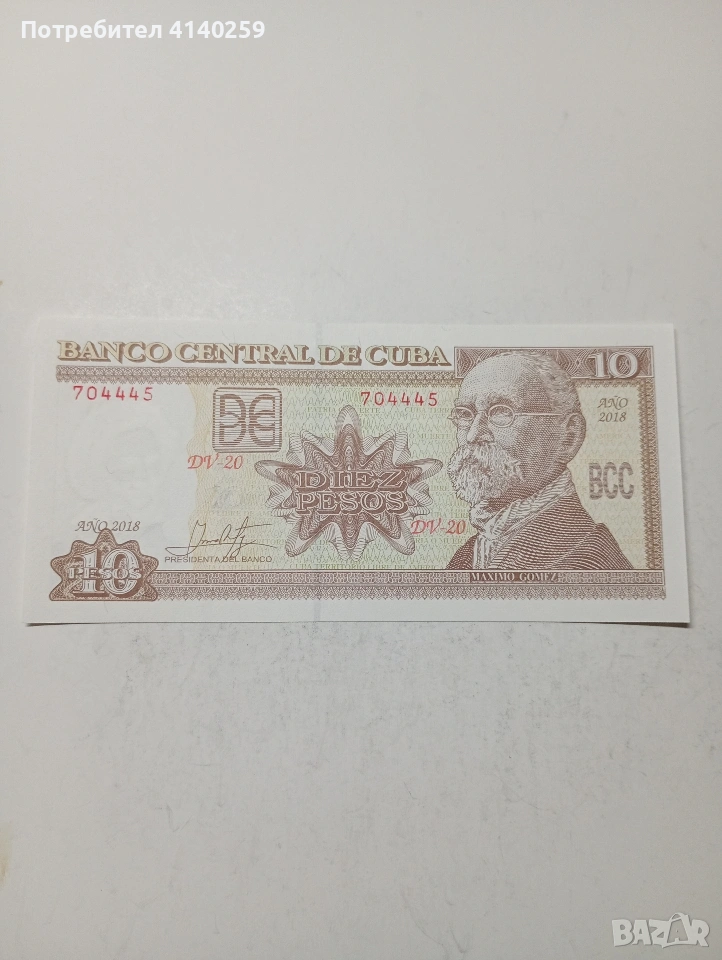 Потребител 4140259
BANCO CENTRAL DE CUBA
10
704445
704445
AÑO
2018
DV-20
DIEZ
PESOS
BCC
DV-20
AÑO 2018
PRESIDENTA DEL BANCO
10
PESOS
MAXIMO GOMEZ
BAZAR